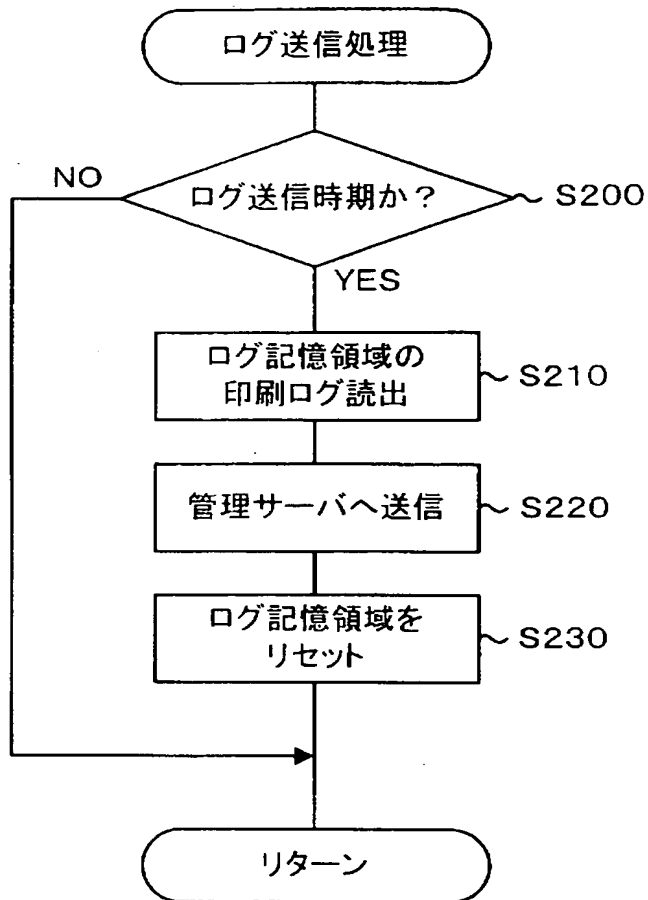 ログ送信処理
NO
ログ送信時期か？
S200
YES
ログ記憶領域の
印刷ログ読出
S210
管理サーバへ送信
S220
ログ記憶領域を
リセット
S230
リターン